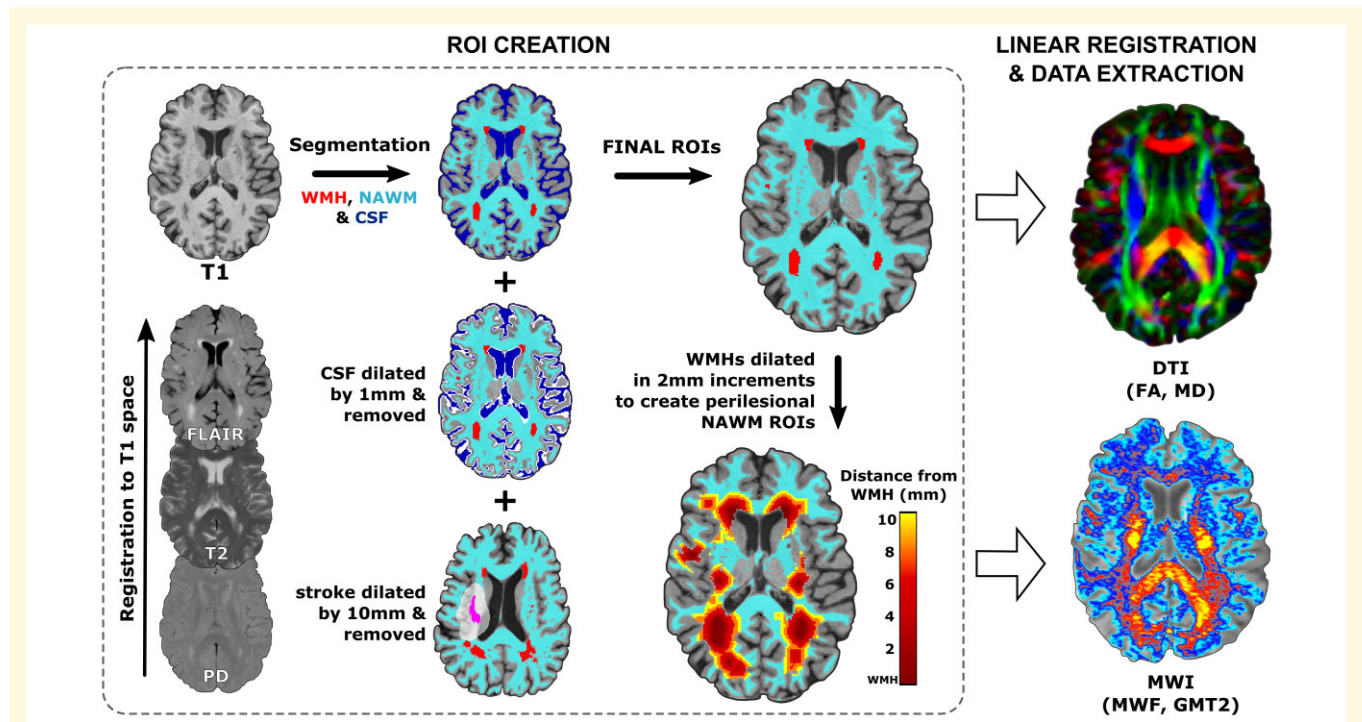 ROI CREATION
LINEAR REGISTRATION
& DATA EXTRACTION
Segmentation
WMH, NAWM
& CSF
T1
FINAL ROIs
+
Registration to T1 space
FLAIR
T2
PD
CSF dilated
by 1mm &
removed
+
stroke dilated
by 10mm &
removed
WMHs dilated
in 2mm increments
to create perilesional
NAWM ROIs
Distance from
WMH (mm)
10
8
6
4
2
WMH
DTI
(FA, MD)
MWI
(MWF, GMT2)